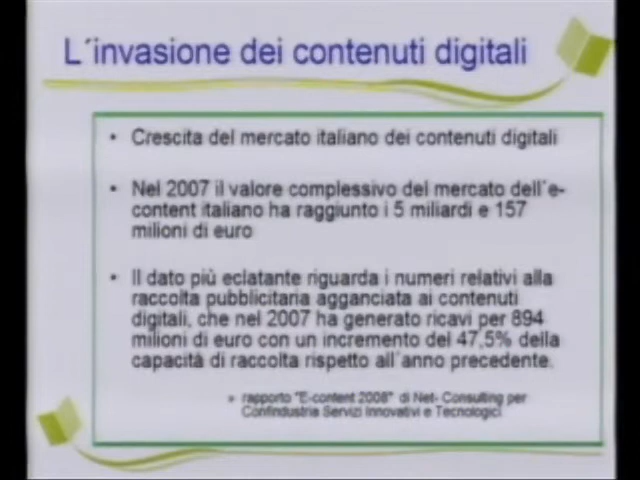 L´invasione dei contenuti digitali
• Crescita del mercato italiano dei contenuti digitali
• Nel 2007 il valore complessivo del mercato dell´e-
content italiano ha raggiunto i 5 miliardi e 157
milioni di euro
• Il dato più eclatante riguarda i numeri relativi alla
raccolta pubblicitaria agganciata ai contenuti
digitali, che nel 2007 ha generato ricavi per 894
milioni di euro con un incremento del 47,5% della
capacità di raccolta rispetto all´anno precedente.
» rapporto "E-content 2008" di Net- Consulting per
Confindustria Servizi Innovativi e Tecnologici